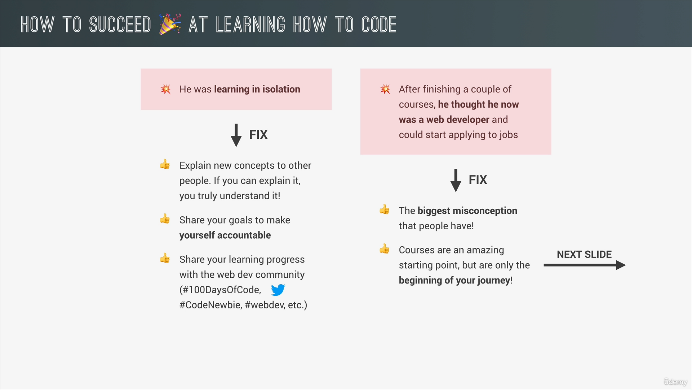 HOW TO SUCCEED 🎉 AT LEARNING HOW TO CODE
💥 He was learning in isolation
FIX
👍 Explain new concepts to other
people. If you can explain it,
you truly understand it!
👍 Share your goals to make
yourself accountable
👍 Share your learning progress
with the web dev community
(#100DaysOfCode,
#CodeNewbie, #webdev, etc.)
💥 After finishing a couple of
courses, he thought he now
was a web developer and
could start applying to jobs
FIX
👍 The biggest misconception
that people have!
👍 Courses are an amazing
starting point, but are only the
beginning of your journey!
NEXT SLIDE
Udemy